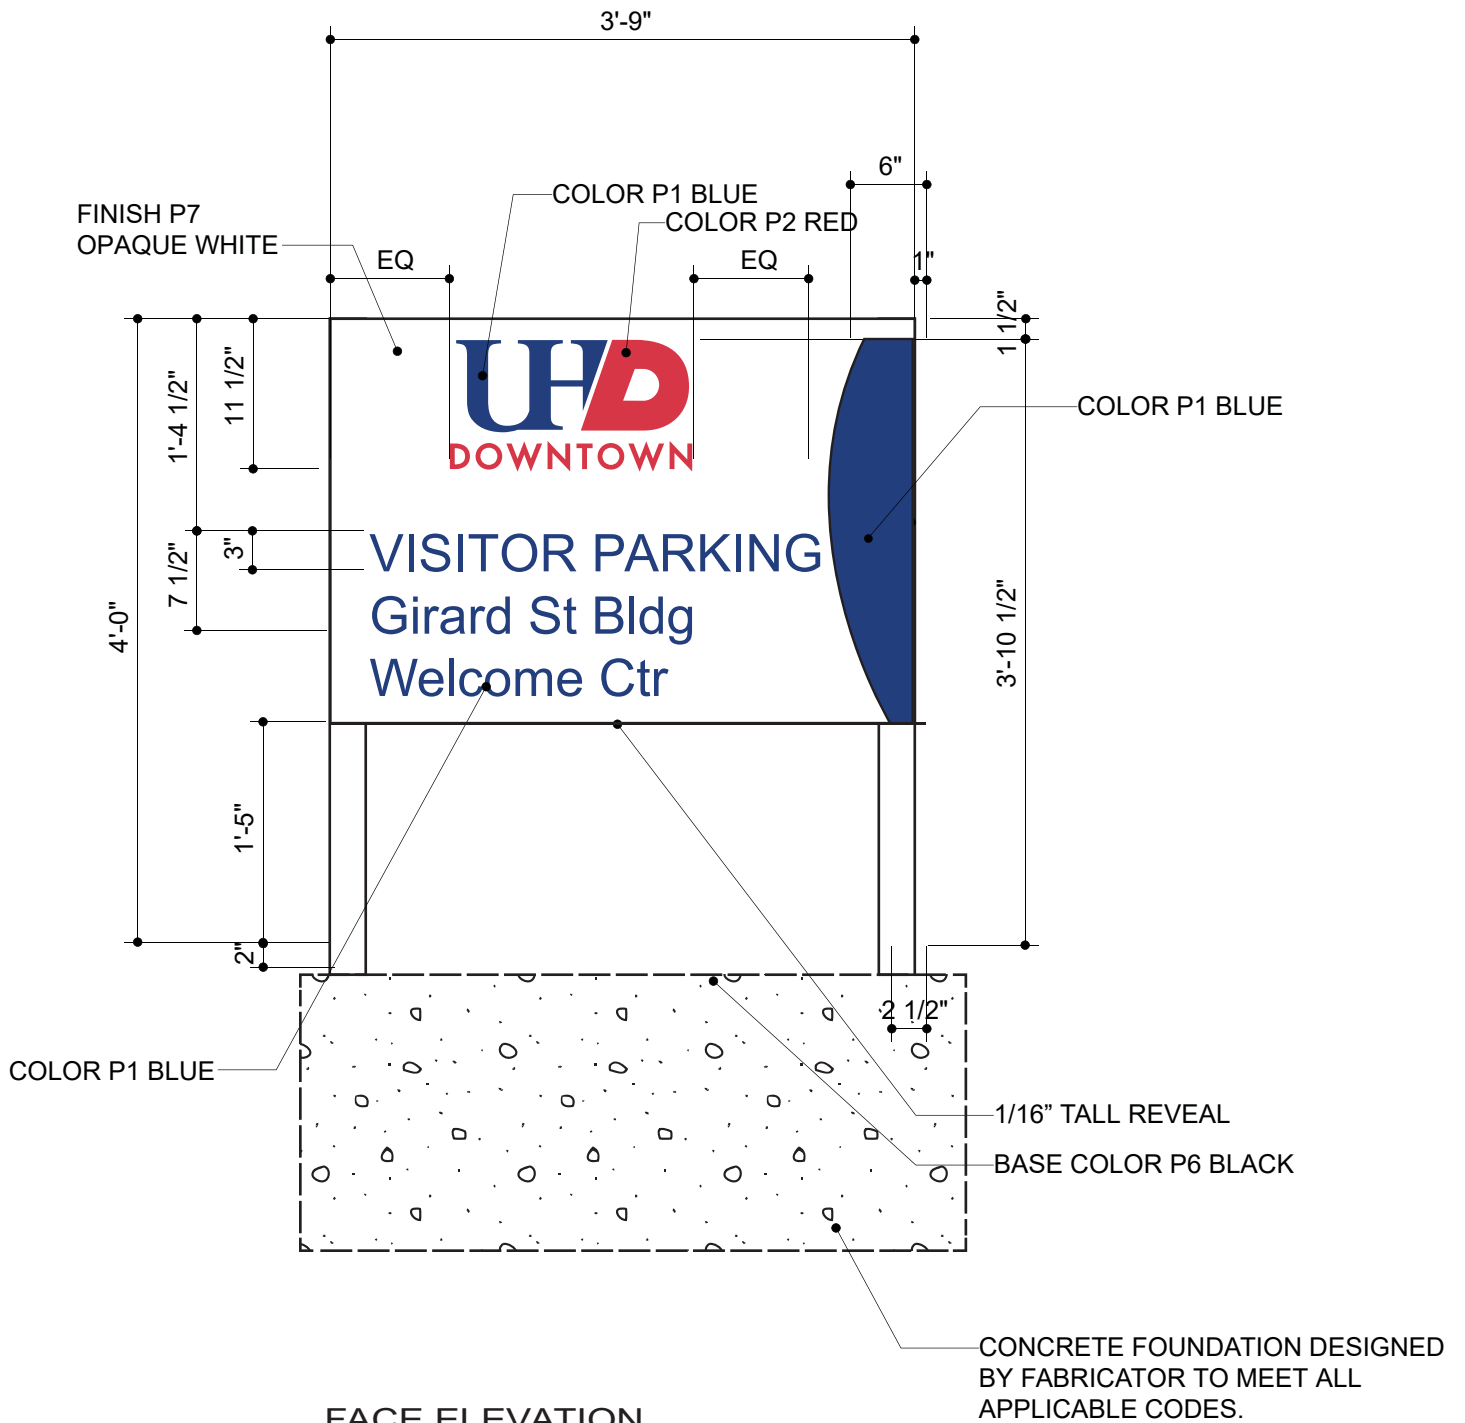 3'-9"
6"
COLOR P1 BLUE
FINISH P7
OPAQUE WHITE
COLOR P2 RED
EQ
EQ
1"
1 1/2"
UHD
DOWNTOWN
11 1/2"
1'-4 1/2"
COLOR P1 BLUE
VISITOR PARKING
Girard St Bldg
Welcome Ctr
3"
7 1/2"
4'-0"
3'-10 1/2"
1'-5"
2"
2 1/2"
COLOR P1 BLUE
1/16” TALL REVEAL
BASE COLOR P6 BLACK
CONCRETE FOUNDATION DESIGNED
BY FABRICATOR TO MEET ALL
APPLICABLE CODES.
FACE ELEVATION